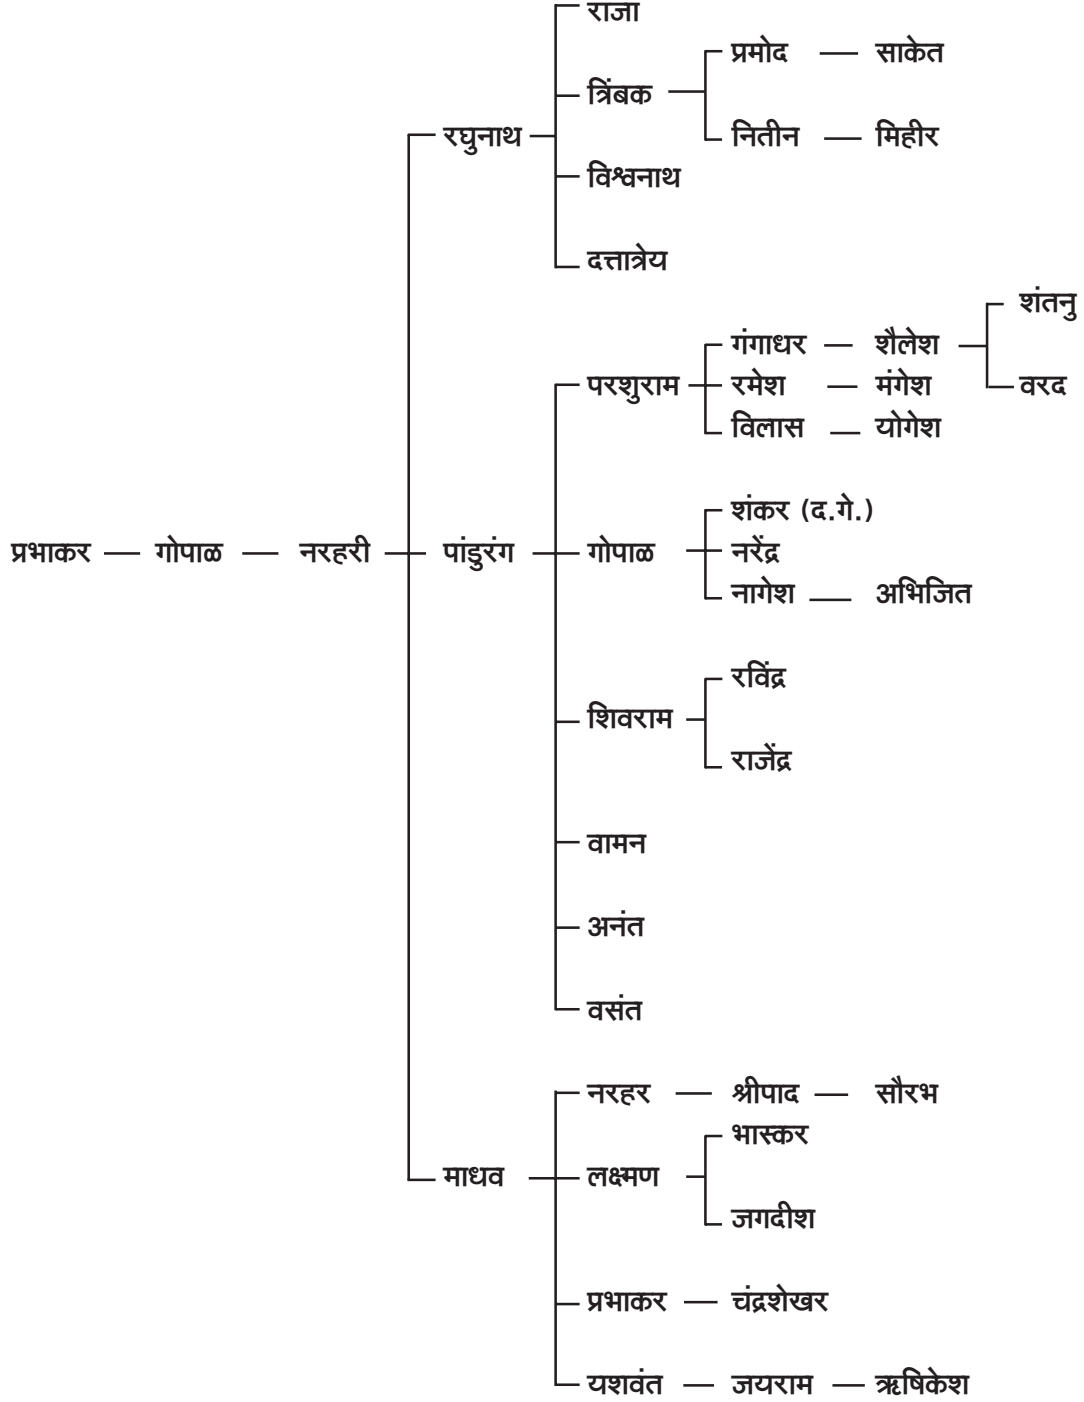 राजा
प्रमोद — साकेत
त्रिंबक
रघुनाथ
नितीन — मिहीर
विश्वनाथ
दत्तात्रेय
शंतनु
गंगाधर — शैलेश
परशुराम
रमेश — मंगेश
वरद
विलास — योगेश
शंकर (द.गे.)
प्रभाकर — गोपाळ — नरहरी — पांडुरंग — गोपाळ — नरेंद्र
नागेश — अभिजित
रविंद्र
शिवराम
राजेंद्र
वामन
अनंत
वसंत
नरहर — श्रीपाद — सौरभ
भास्कर
माधव — लक्ष्मण
जगदीश
प्रभाकर — चंद्रशेखर
यशवंत — जयराम — ऋषिकेश